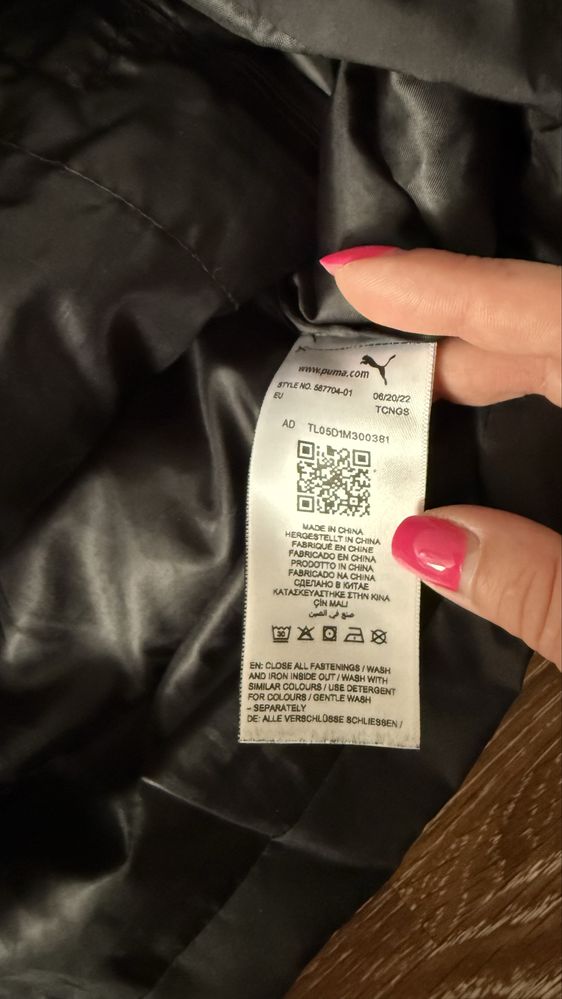 www.puma.com
STYLE NO. 587704-01 06/20/22
EU TCNGS
AD TL05D1M300381
MADE IN CHINA
HERGESTELLT IN CHINA
FABRIQUÉ EN CHINE
FABRICADO EN CHINA
PRODOTTO IN CHINA
FABRICADO NA CHINA
СДЕЛАНО В КИТАЕ
ΚΑΤΑΣΚΕΥΑΣΤΗΚΕ ΣΤΗΝ ΚΙΝΑ
ÇİN MALI
صنع في الصين
30
EN: CLOSE ALL FASTENINGS / WASH
AND IRON INSIDE OUT / WASH WITH
SIMILAR COLOURS / USE DETERGENT
FOR COLOURS / GENTLE WASH
- SEPARATELY
DE: ALLE VERSCHLÜSSE SCHLIESSEN /